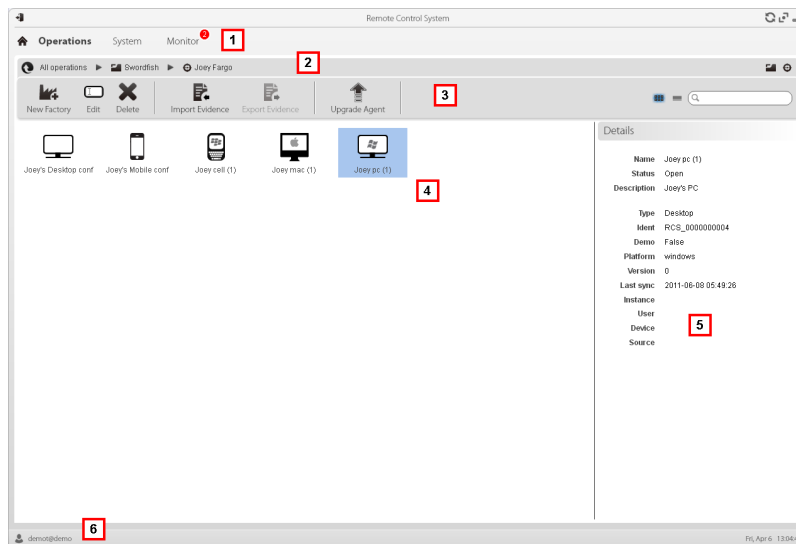 Remote Control System
Operations System Monitor 2 1
All operations Swordfish Joey Fargo 2
New Factory Edit Delete Import Evidence Export Evidence Upgrade Agent 3
Joey's Desktop conf Joey's Mobile conf Joey cell (1) Joey mac (1) Joey pc (1)
4
Details
Name Joey pc (1)
Status Open
Description Joey's PC
Type Desktop
Ident RCS_0000000004
Demo False
Platform windows
Version 0
Last sync 2011-06-08 05:49:26
Instance
User
Device
Source
5
demot@demo 6 Fri, Apr 6 13:04: